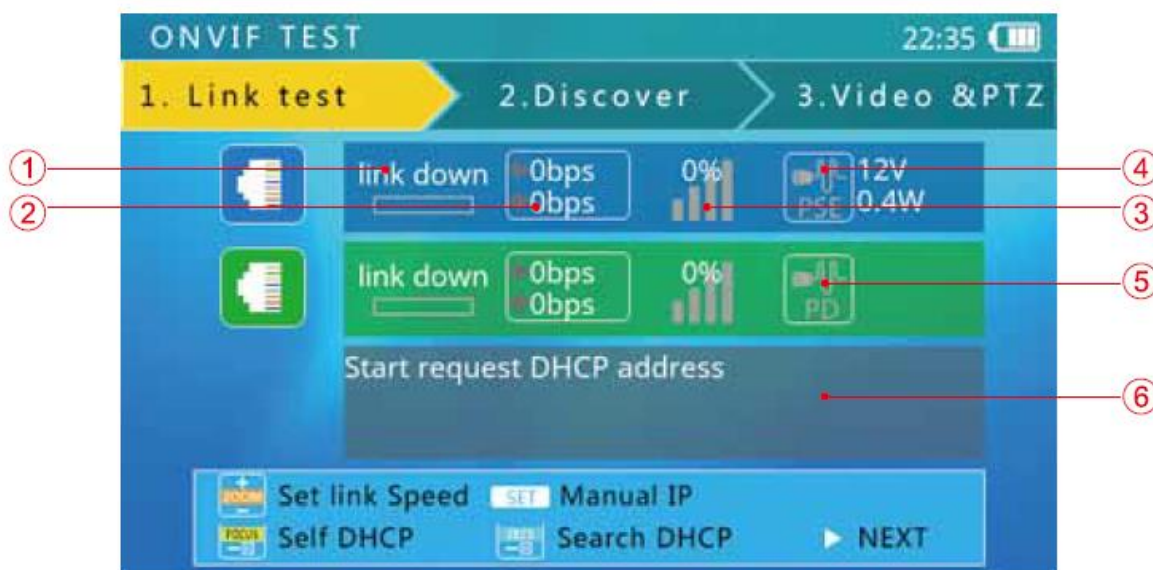 ONVIF TEST 22:35
1. Link test 2.Discover 3.Video &PTZ
① link down 0bps 0% 12V ④
② 0bps PSE 0.4W ③
link down 0bps 0% ⑤
0bps PD
Start request DHCP address
⑥
ZOOM Set link Speed SET Manual IP
FOCUS Self DHCP Search DHCP NEXT